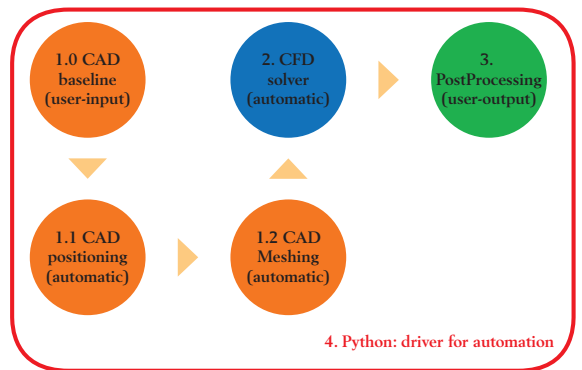 1.0 CAD
baseline
(user-input)
2. CFD
solver
(automatic)
3.
PostProcessing
(user-output)
1.1 CAD
positioning
(automatic)
1.2 CAD
Meshing
(automatic)
4. Python: driver for automation